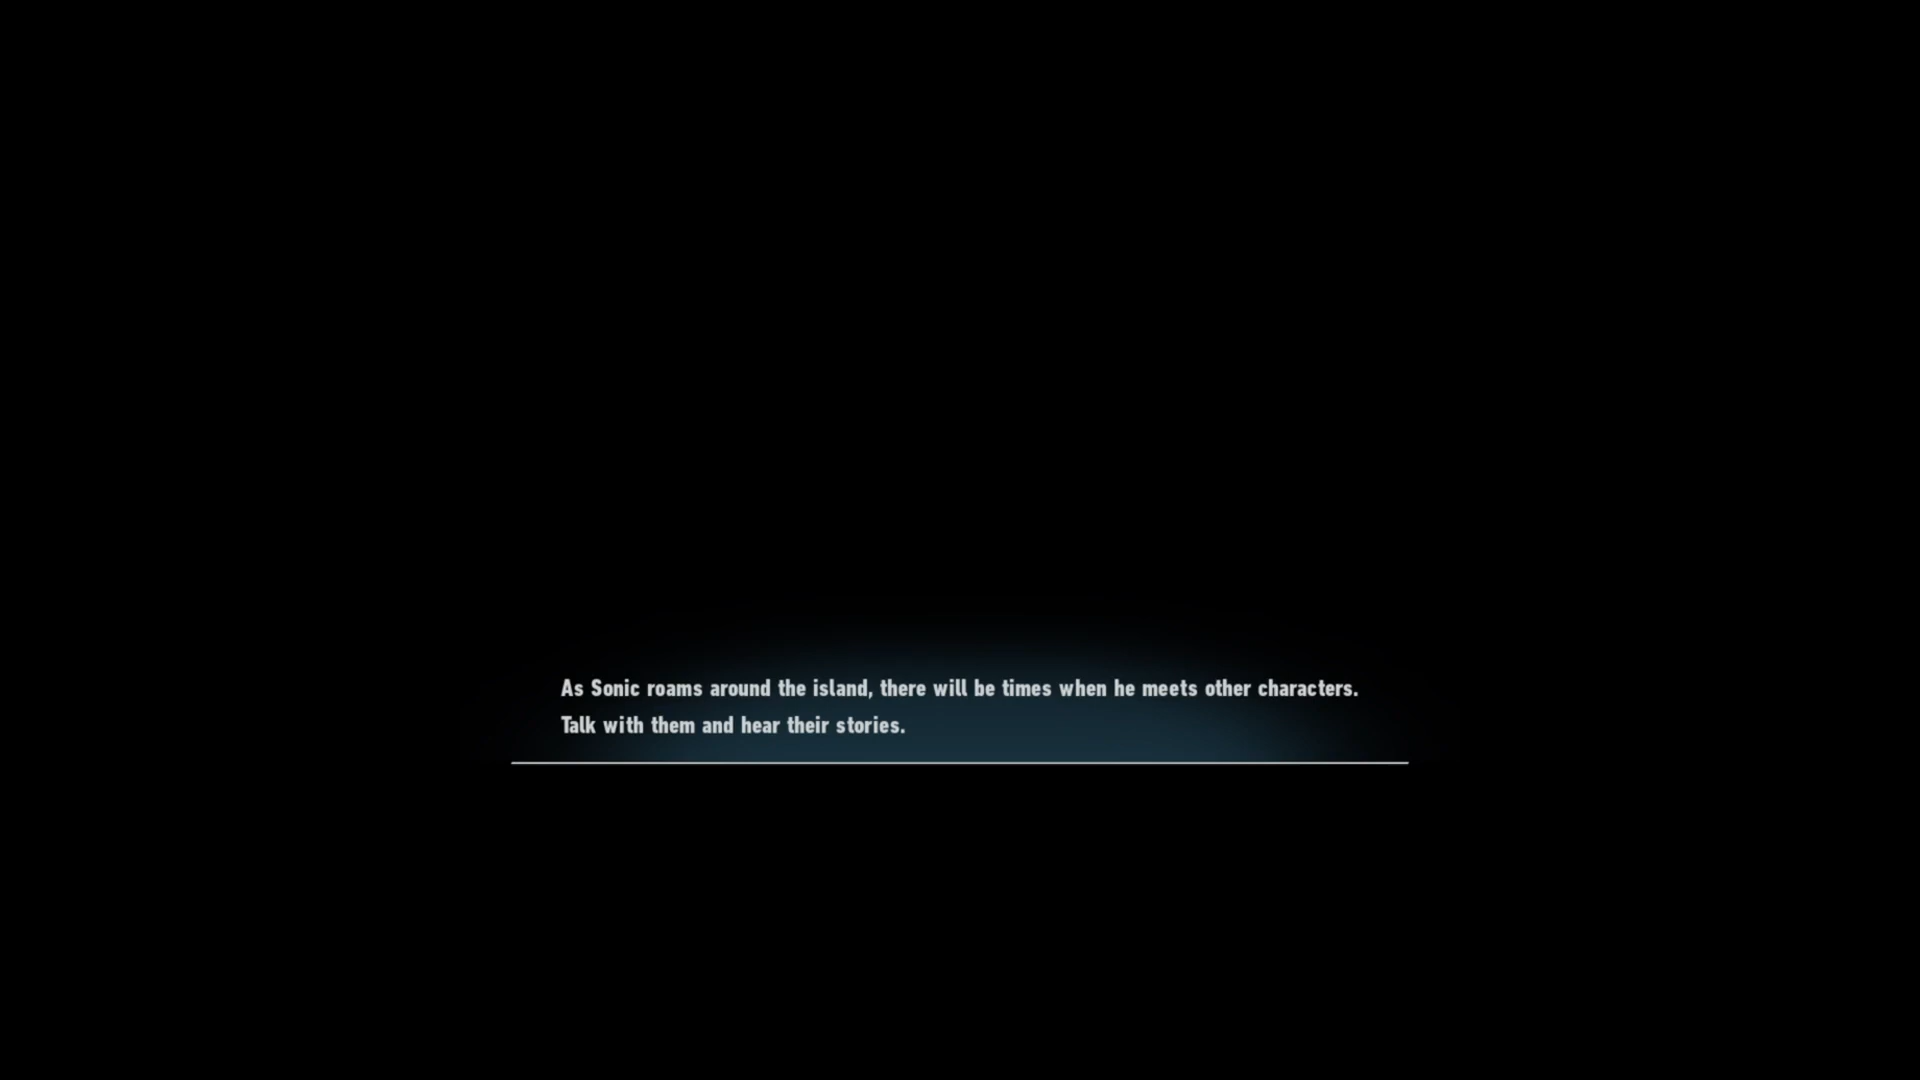 As Sonic roams around the island, there will be times when he meets other characters.
Talk with them and hear their stories.